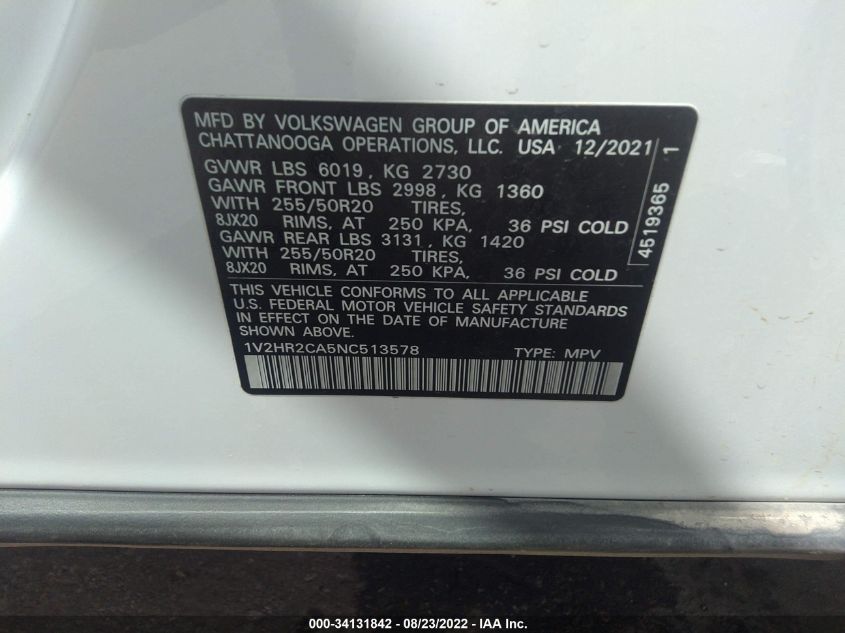 MFD BY VOLKSWAGEN GROUP OF AMERICA
CHATTANOOGA OPERATIONS, LLC. USA 12/2021
GVWR LBS 6019, KG 2730
GAWR FRONT LBS 2998, KG 1360
WITH 255/50R20 TIRES,
8JX20 RIMS, AT 250 KPA, 36 PSI COLD
GAWR REAR LBS 3131, KG 1420
WITH 255/50R20 TIRES,
8JX20 RIMS, AT 250 KPA, 36 PSI COLD
4519365 1
THIS VEHICLE CONFORMS TO ALL APPLICABLE
U.S. FEDERAL MOTOR VEHICLE SAFETY STANDARDS
IN EFFECT ON THE DATE OF MANUFACTURE
SHOWN ABOVE.
1V2HR2CA5NC513578 TYPE: MPV
000-34131842 - 08/23/2022 - IAA Inc.